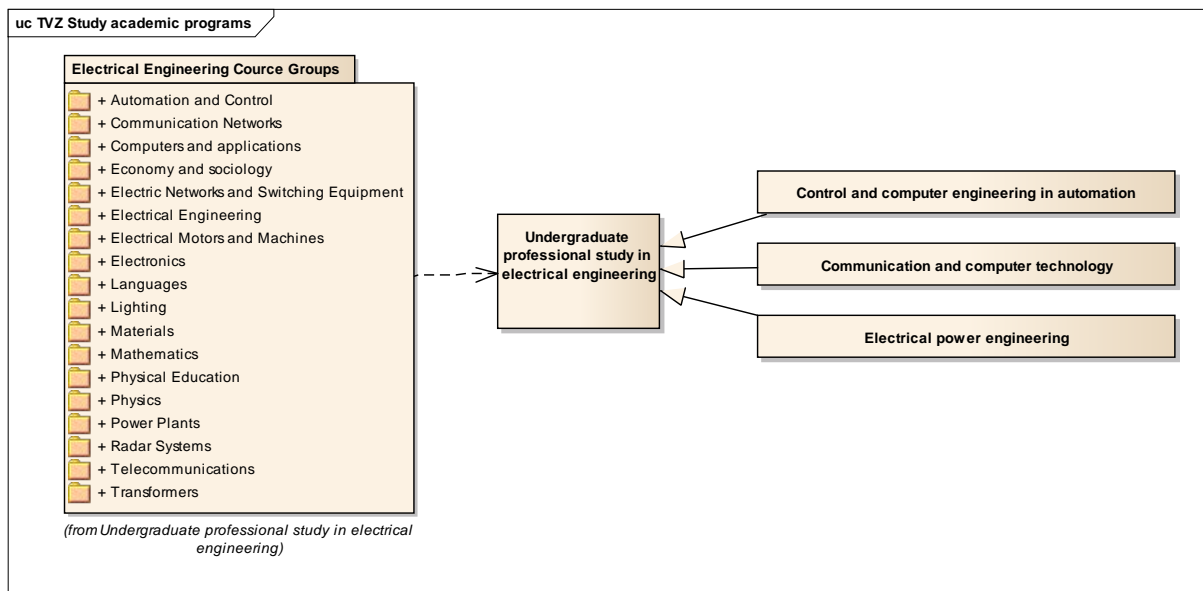 uc TVZ Study academic programs
Electrical Engineering Cource Groups
+ Automation and Control
+ Communication Networks
+ Computers and applications
+ Economy and sociology
+ Electric Networks and Switching Equipment
+ Electrical Engineering
+ Electrical Motors and Machines
+ Electronics
+ Languages
+ Lighting
+ Materials
+ Mathematics
+ Physical Education
+ Physics
+ Power Plants
+ Radar Systems
+ Telecommunications
+ Transformers
(from Undergraduate professional study in electrical
engineering)
Undergraduate
professional study in
electrical engineering
Control and computer engineering in automation
Communication and computer technology
Electrical power engineering